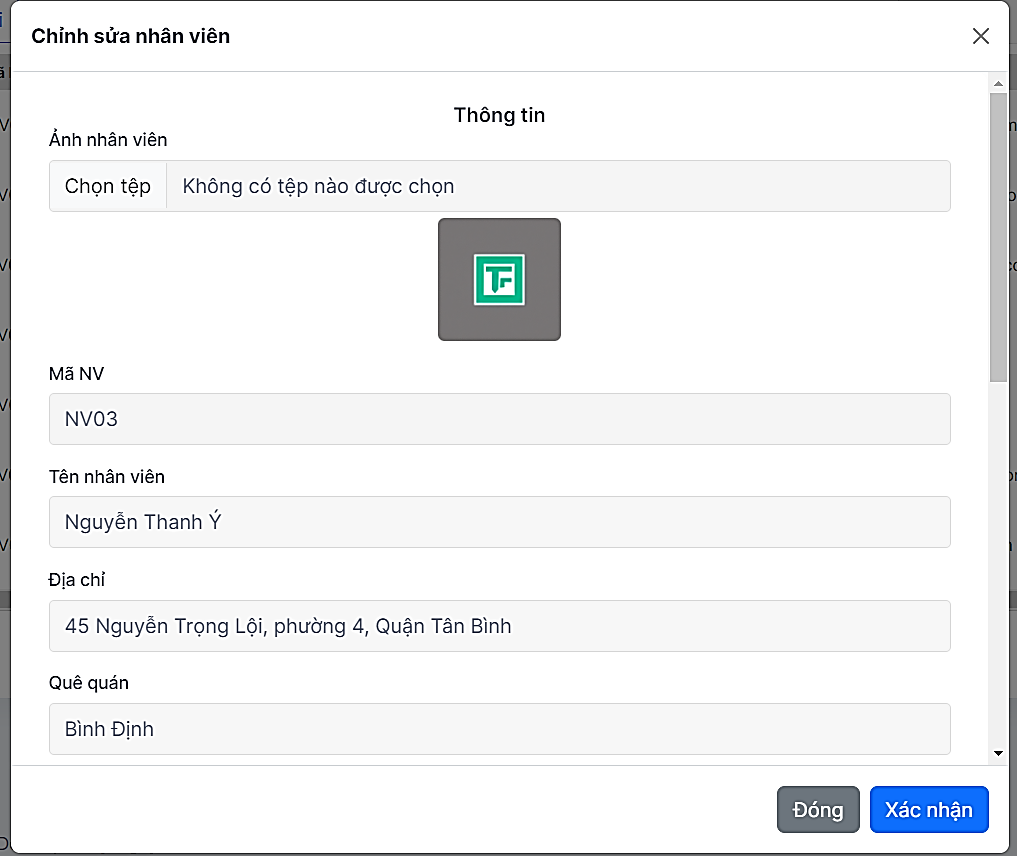 Chỉnh sửa nhân viên
Thông tin
Ảnh nhân viên
Chọn tệp Không có tệp nào được chọn
TF
Mã NV
NV03
Tên nhân viên
Nguyễn Thanh Ý
Địa chỉ
45 Nguyễn Trọng Lội, phường 4, Quận Tân Bình
Quê quán
Bình Định
Đóng Xác nhận